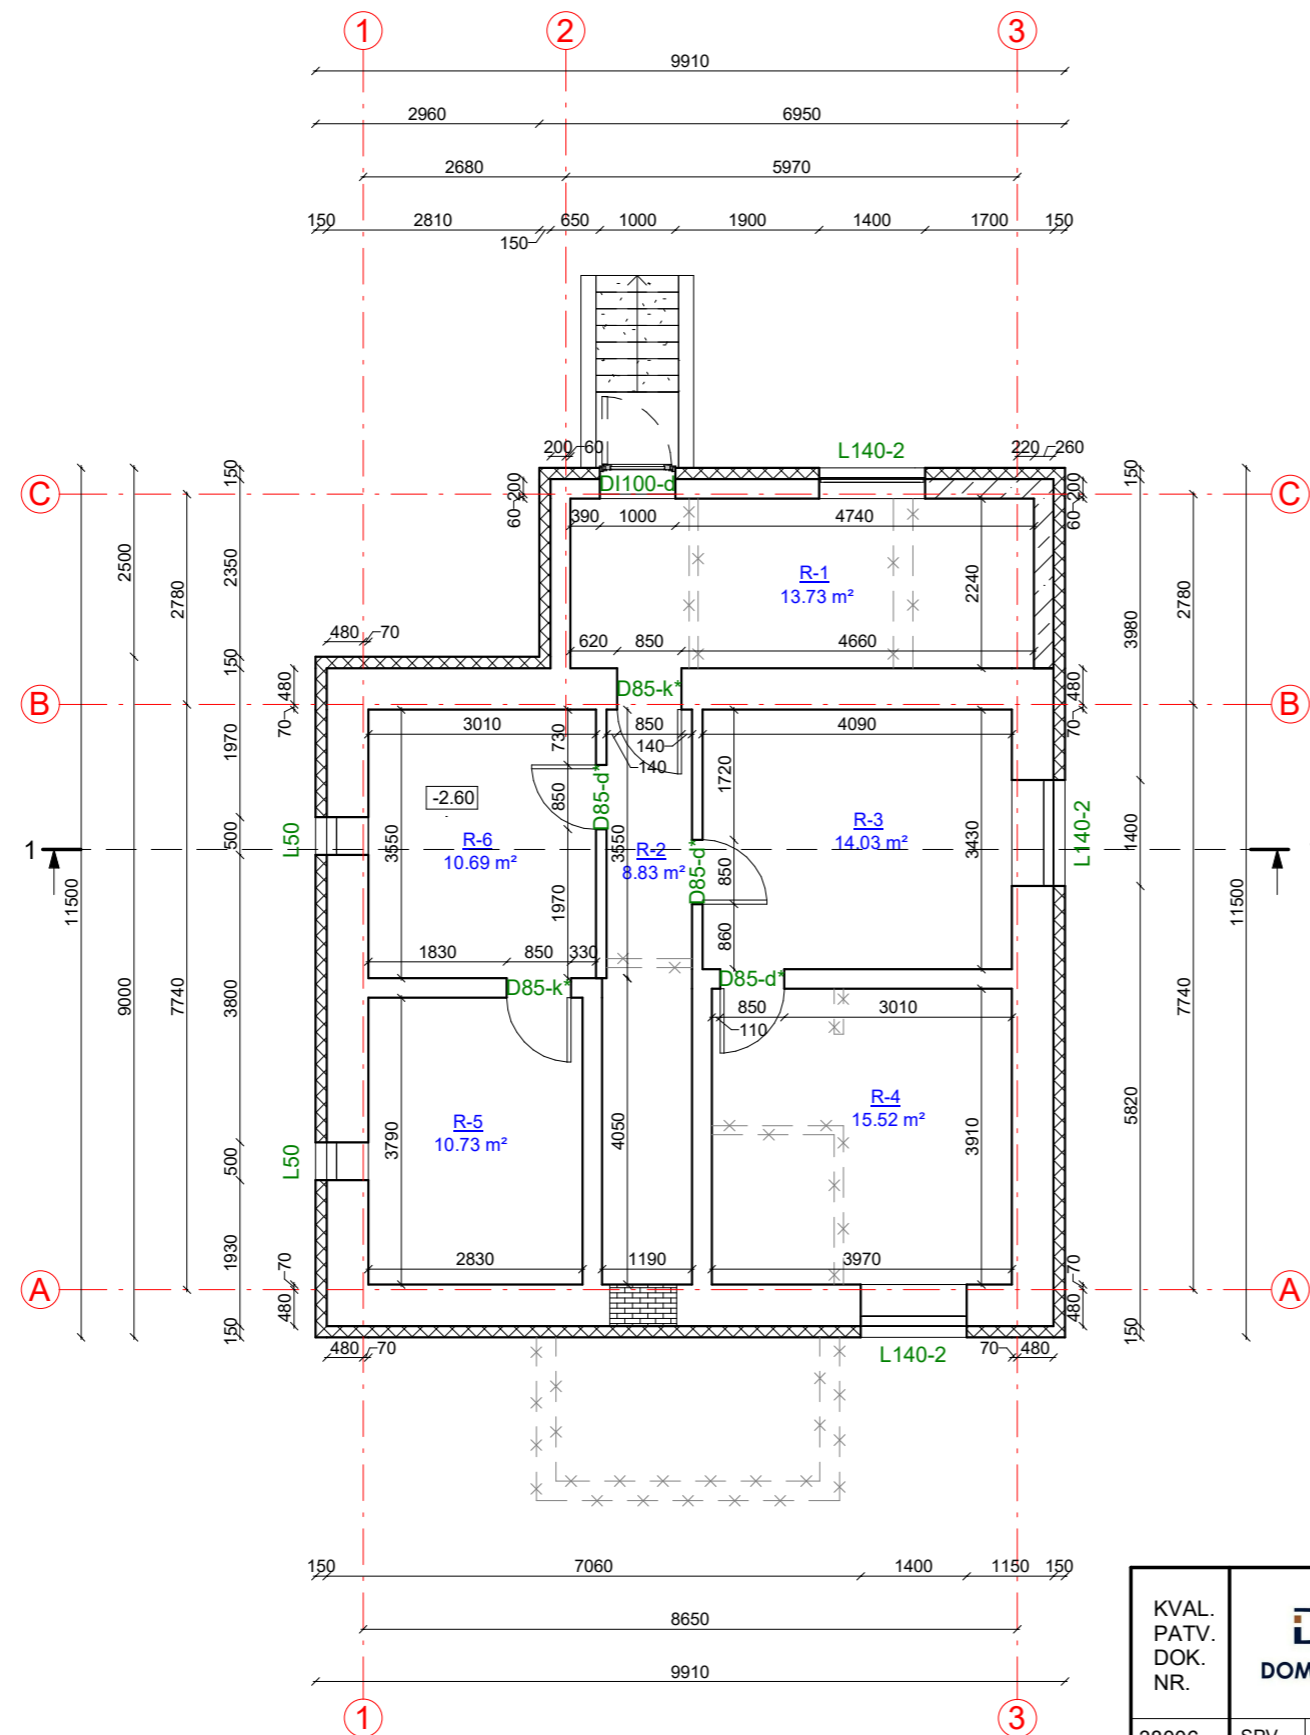 1 2 3
9910
2960 6950
2680 5970
150 2810 650 1000 1900 1400 1700 150
150
200 60 L140-2 220 260
C DI100-d C
150 200 60 2350 2500 2780
390 1000 4740
150 200 60 2240 2780 3980
R-1
13.73 m²
480 70 620 850 4660
150 480 70
D85-k*
480 70
B B
3010 730 850 4090
140
140
1970 850 D85-d* 1720
-2.60
L50 500 3550 R-6 3550 R-2 R-3 3430 1400 L140-2
10.69 m² 8.83 m² 14.03 m²
1 D85-d* 850
11500 1970 860 11500
1830 850 330
D85-k* D85-d*
9000 7740 3800 850 3010 7740
110
R-5 R-4
10.73 m² 15.52 m²
3790 4050 3910 5820
L50 500
1930 2830 1190 3970
70 480 150 70 480 150
A A
480 70 L140-2 70 480
150 7060 1400 1150 150
8650
9910
1 3
KVAL.
PATV.
DOK.
NR.
DOM